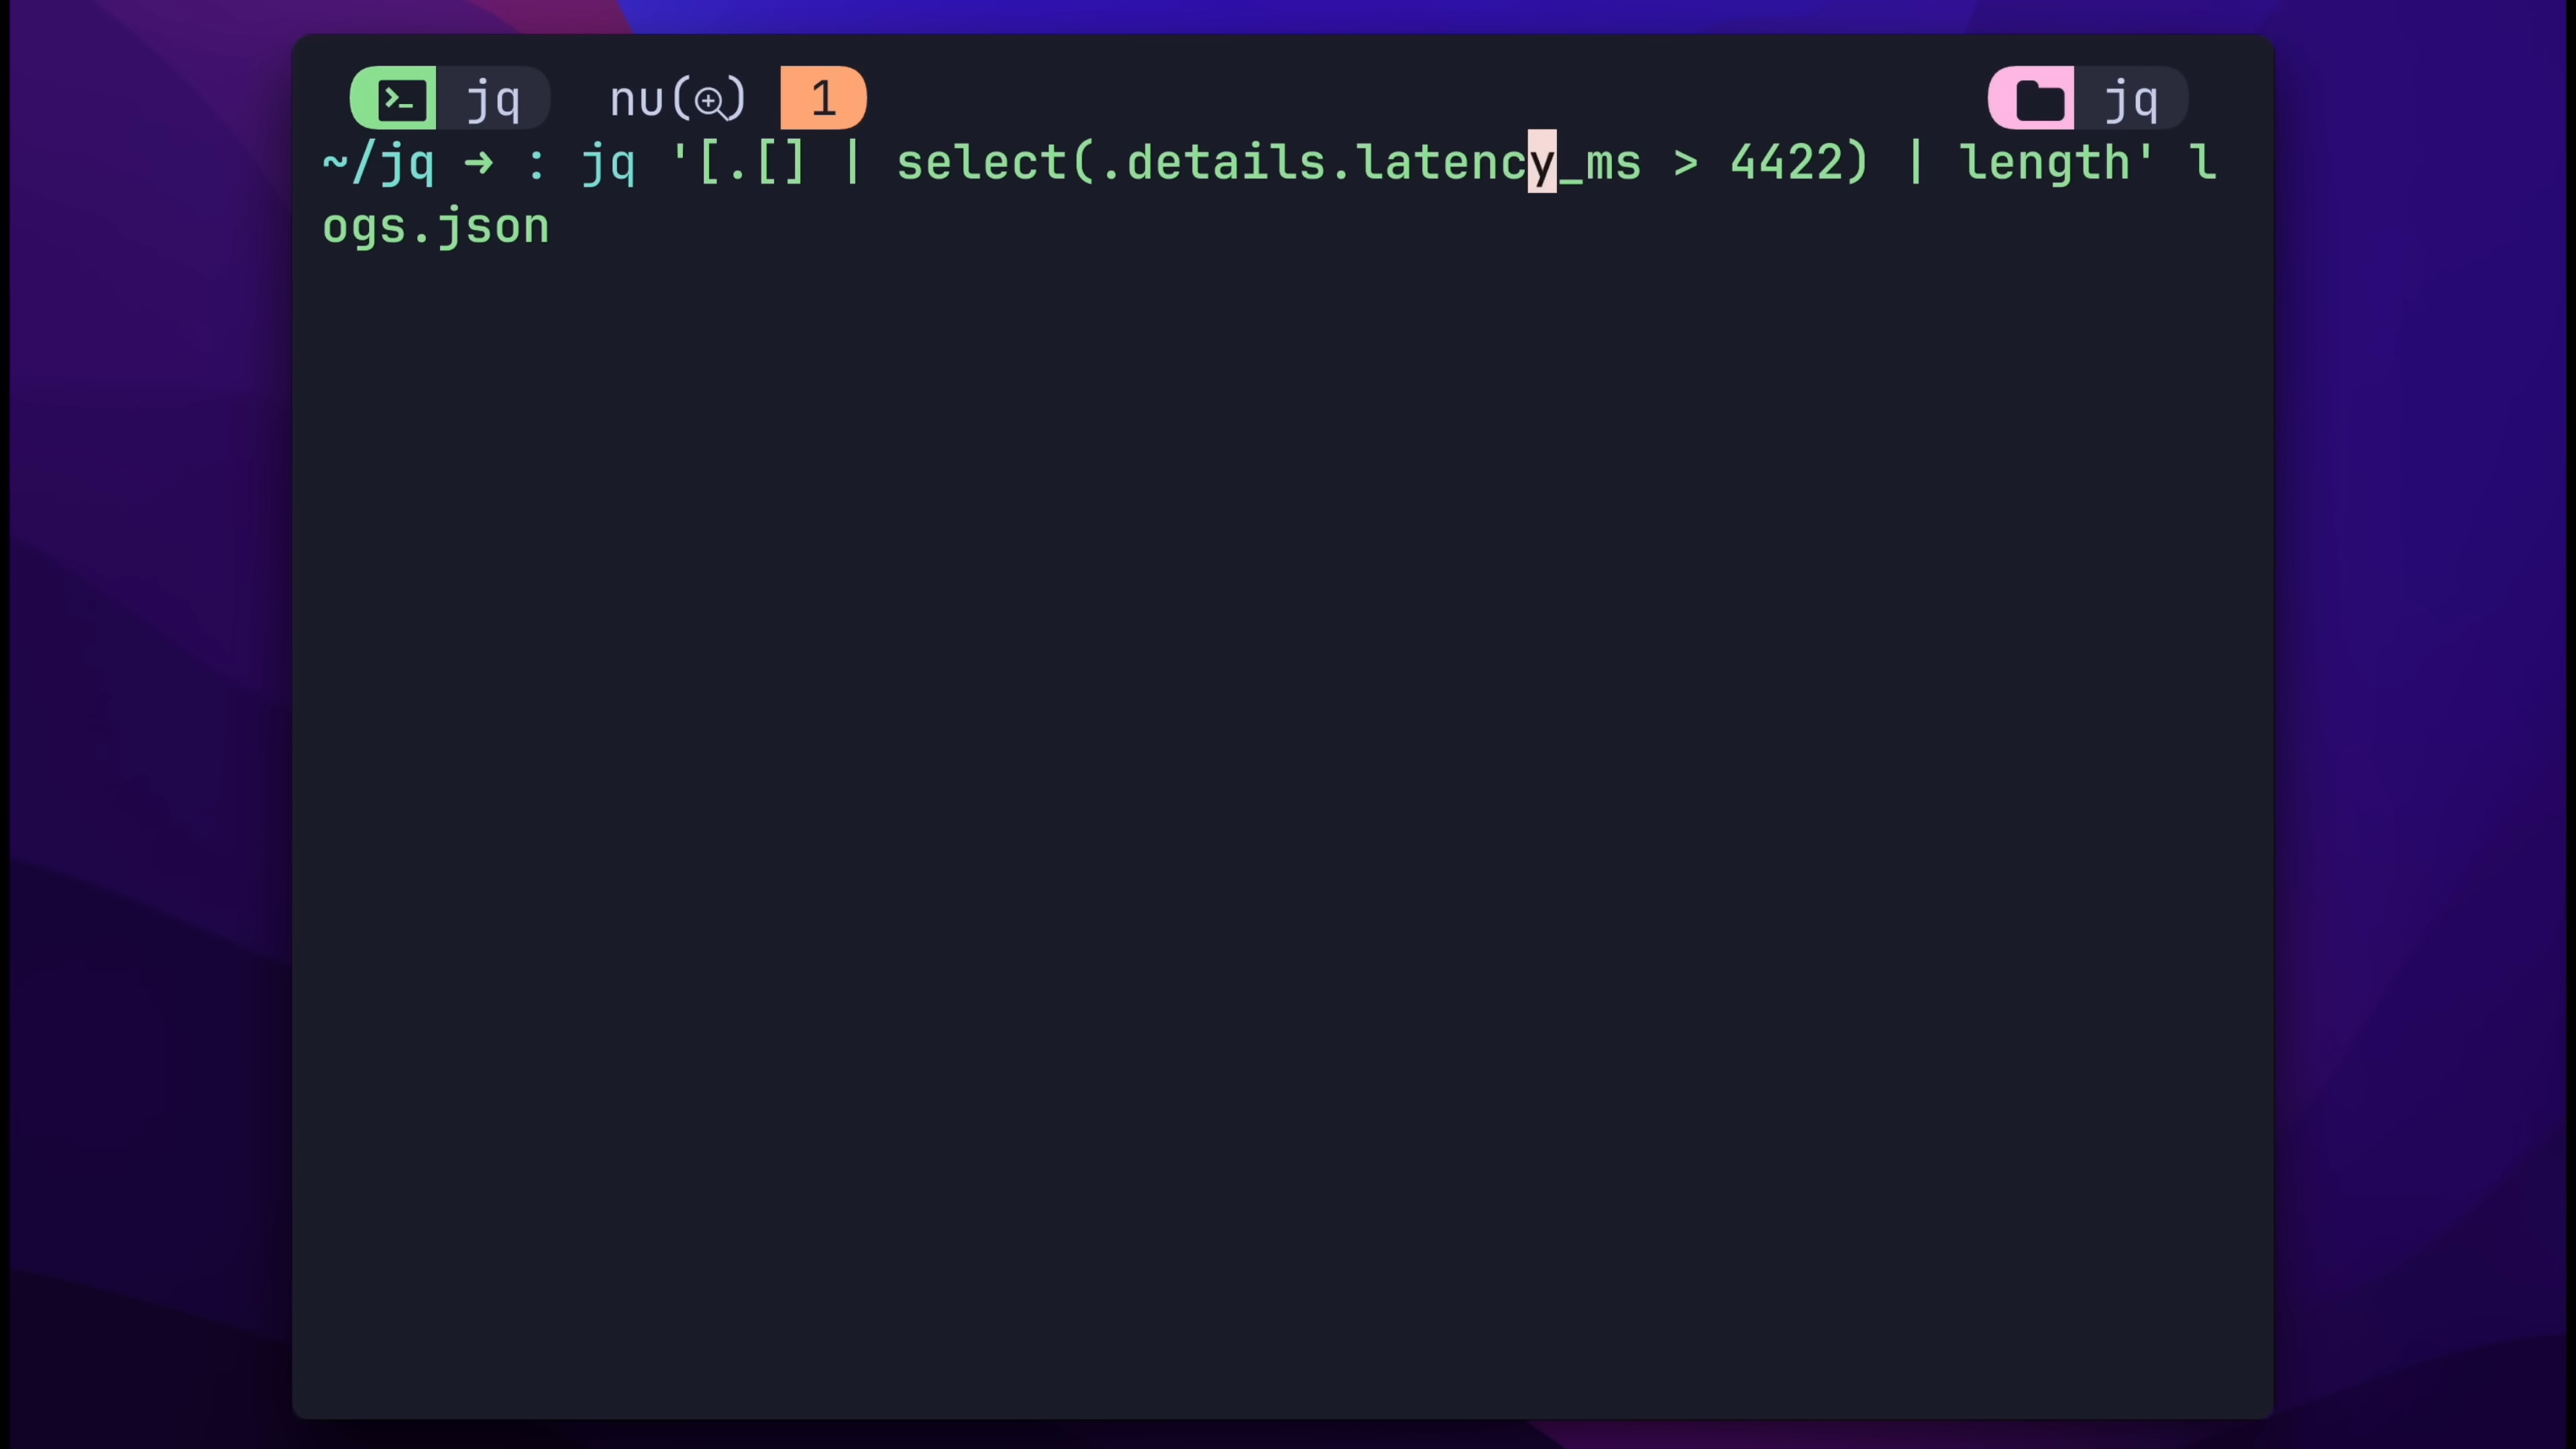 jq nu() 1 jq
~/jq → : jq '[.[] | select(.details.latency_ms > 4422) | length' l
ogs.json